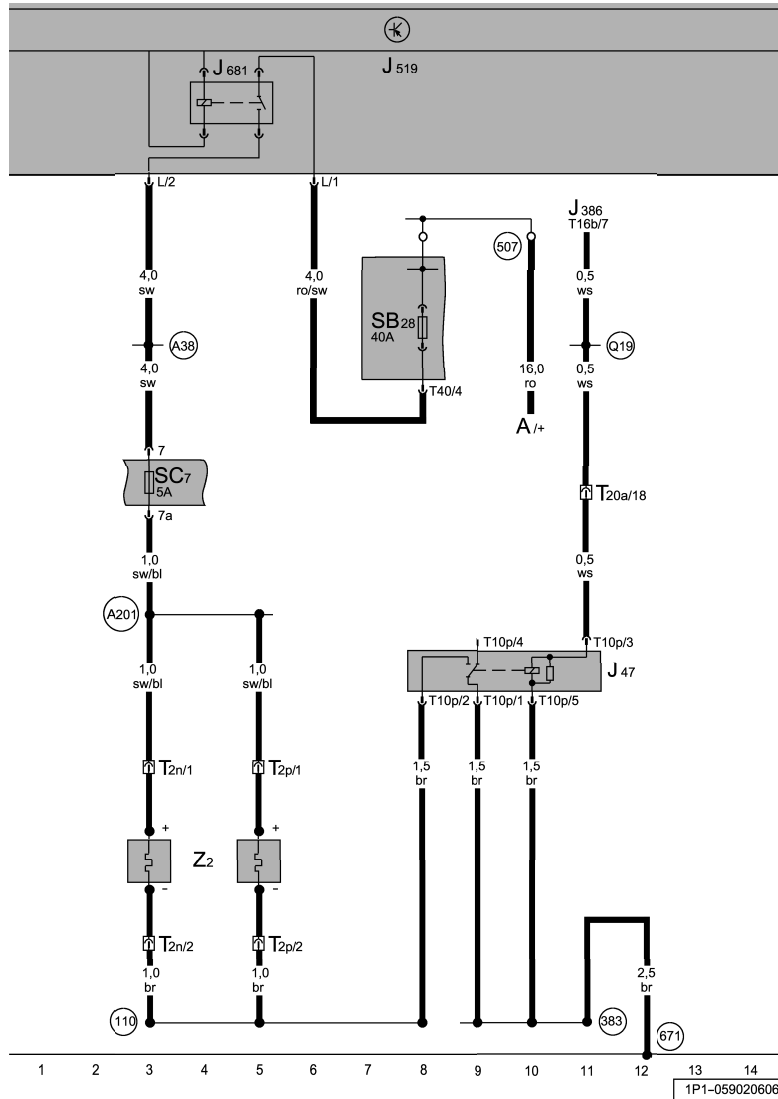 J 681
J 519
L/2
L/1
J 386
T16b/7
507
4,0
sw
4,0
ro/sw
0,5
ws
SB28
40A
A38
Q19
4,0
sw
16,0
ro
0,5
ws
T40/4
A /+
7
SC7
5A
T20a/18
7a
1,0
sw/bl
0,5
ws
A201
T10p/4
T10p/3
1,0
sw/bl
1,0
sw/bl
J 47
T10p/2
T10p/1
T10p/5
T2n/1
T2p/1
1,5
br
1,5
br
1,5
br
+
+
Z2
-
-
T2n/2
T2p/2
1,0
br
1,0
br
2,5
br
110
383
671
1 2 3 4 5 6 7 8 9 10 11 12 13 14
1P1-059020606